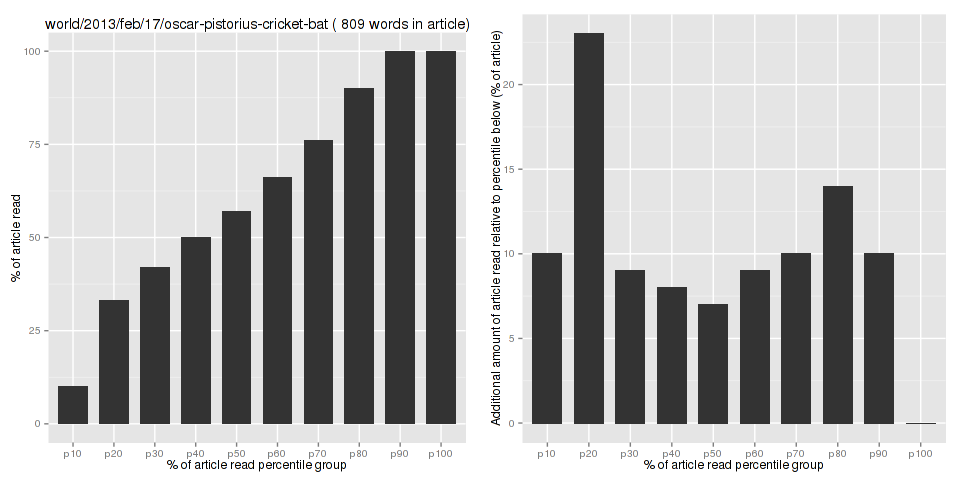 world/2013/feb/17/oscar-pistorius-cricket-bat ( 809 words in article)
% of article read
100
75
50
25
0
p10 p20 p30 p40 p50 p60 p70 p80 p90 p100
% of article read percentile group
Additional amount of article read relative to percentile below (% of article)
20
15
10
5
0
p10 p20 p30 p40 p50 p60 p70 p80 p90 p100
% of article read percentile group